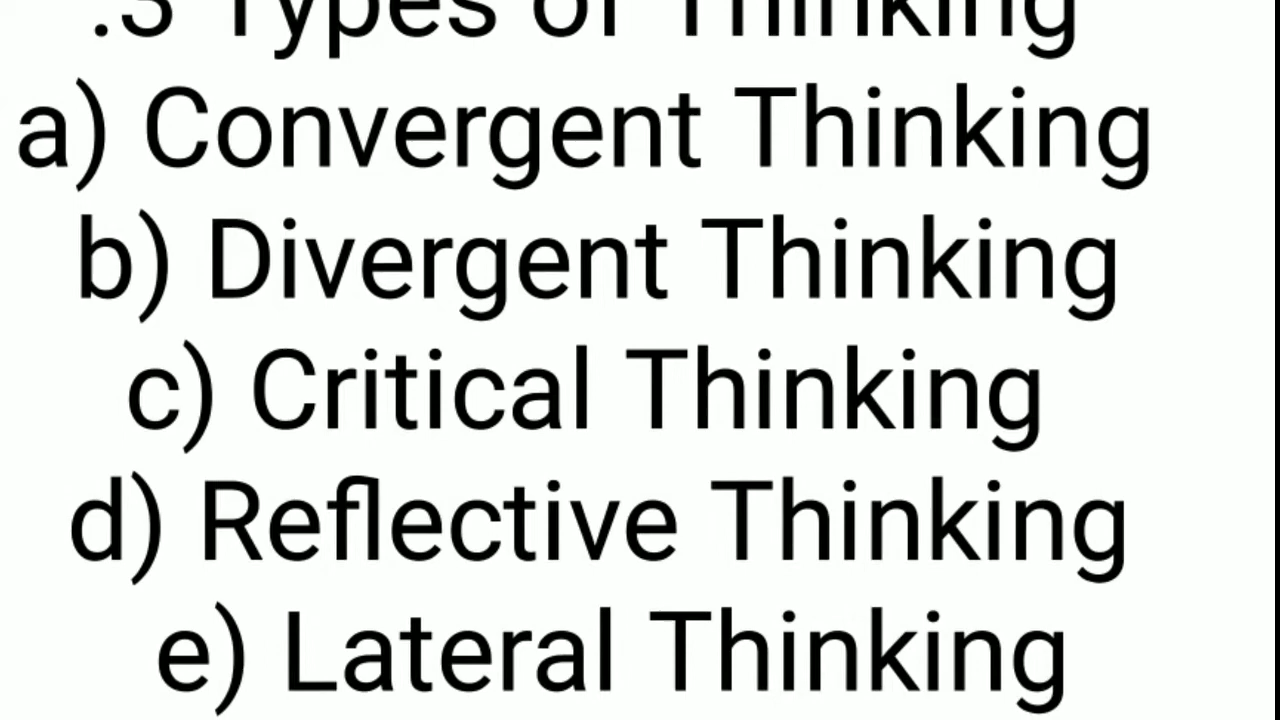 .3 Types of Thinking
a) Convergent Thinking
b) Divergent Thinking
c) Critical Thinking
d) Reflective Thinking
e) Lateral Thinking